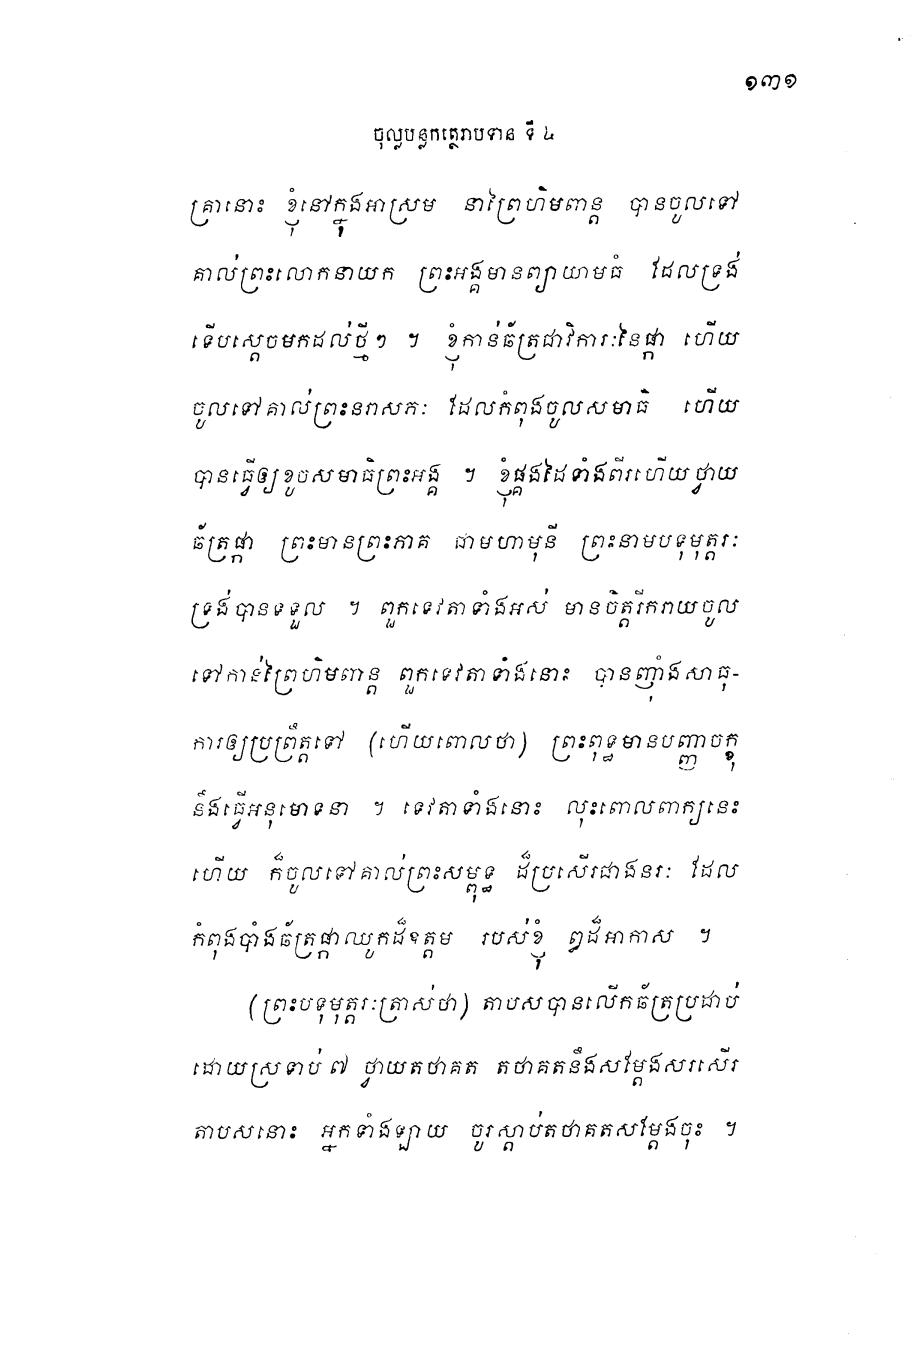 ១៣១
ចុល្លបន្ថកត្ថេរាបទាន ទី ៤
គ្រានោះ ខ្ញុំនៅក្នុងអាស្រម នាព្រៃហិមពាន្ត បានចូលទៅ
គាល់ព្រះលោកនាយក ព្រះអង្គមានព្យាយាមធំ ដែលទ្រង់
ទើបស្តេចមកដល់ថ្មីៗ ។ ខ្ញុំកាន់ឆ័ត្រជាវិការៈនៃផ្កា ហើយ
ចូលទៅគាល់ព្រះនរាសភៈ ដែលកំពុងចូលសមាធិ ហើយ
បានធ្វើឲ្យខូចសមាធិព្រះអង្គ ។ ខ្ញុំផ្គងដៃទាំងពីរហើយថ្វាយ
ឆ័ត្រផ្កា ព្រះមានព្រះភាគ ជាមហាមុនី ព្រះនាមបទុមុត្តរៈ
ទ្រង់បានទទួល ។ ពួកទេវតាទាំងអស់ មានចិត្តរីករាយចូល
ទៅកាន់ព្រៃហិមពាន្ត ពួកទេវតាទាំងនោះ បានញ៉ាំងសាធុ-
ការឲ្យប្រព្រឹត្តទៅ (ហើយពោលថា) ព្រះពុទ្ធមានបញ្ញាចក្ខុ
នឹងធ្វើអនុមោទនា ។ ទេវតាទាំងនោះ លុះពោលពាក្យនេះ
ហើយ ក៏ចូលទៅគាល់ព្រះសម្ពុទ្ធ ដ៏ប្រសើរជាងនរៈ ដែល
កំពុងបាំងឆ័ត្រផ្កាឈូកដ៏ឧត្តម របស់ខ្ញុំ ឰដ៏អាកាស ។
(ព្រះបទុមុត្តរៈត្រាស់ថា) តាបសបានលើកឆ័ត្រប្រដាប់
ដោយស្រទាប់ ៧ ថ្វាយតថាគត តថាគតនឹងសម្តែងសរសើរ
តាបសនោះ អ្នកទាំងឡាយ ចូរស្តាប់តថាគតសម្តែងចុះ ។